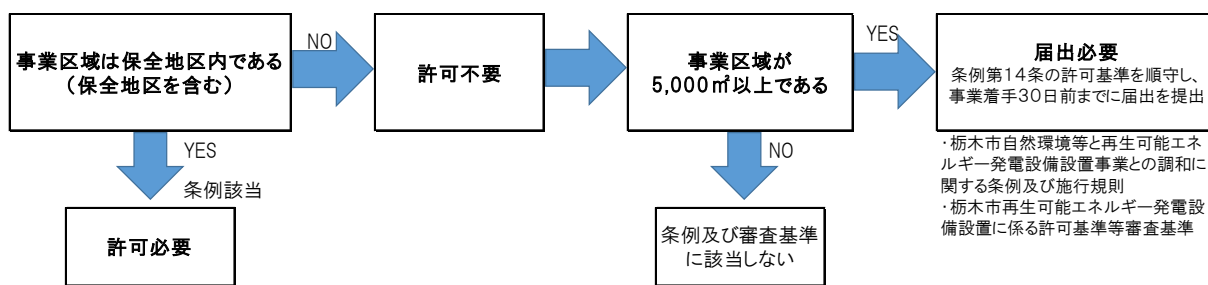 事業区域は保全地区内である
（保全地区を含む）
NO
許可不要
事業区域が
5,000㎡以上である
YES
届出必要
条例第14条の許可基準を順守し、
事業着手30日前までに届出を提出
YES
条例該当
許可必要
NO
条例及び審査基準
に該当しない
・栃木市自然環境等と再生可能エネ
ルギー発電設備設置事業との調和に
関する条例及び施行規則
・栃木市再生可能エネルギー発電設
備設置に係る許可基準等審査基準